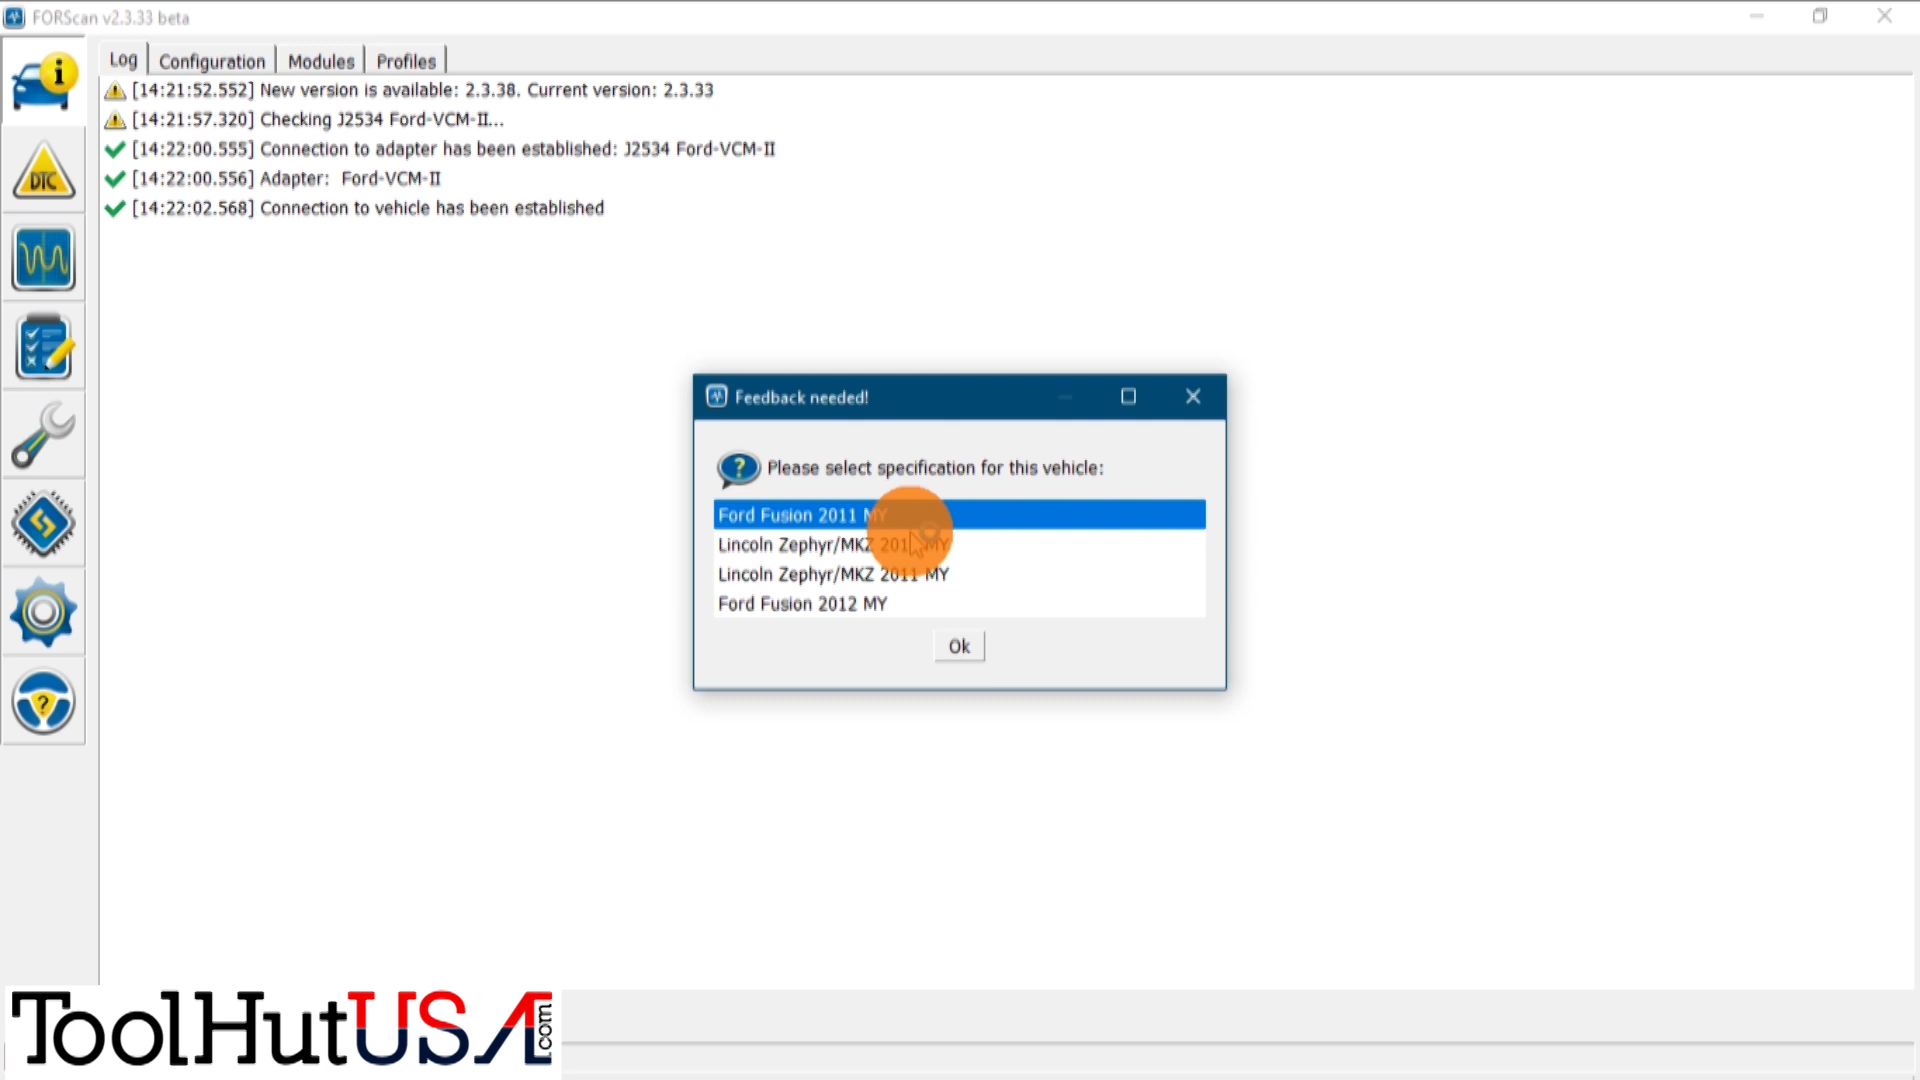 FORScan v2.3.33 beta
Log Configuration Modules Profiles
[14:21:52.552] New version is available: 2.3.38. Current version: 2.3.33
[14:21:57.320] Checking J2534 Ford-VCM-II...
[14:22:00.555] Connection to adapter has been established: J2534 Ford-VCM-II
[14:22:00.556] Adapter: Ford-VCM-II
[14:22:02.568] Connection to vehicle has been established
i
DTC
?
Feedback needed!
? Please select specification for this vehicle:
Ford Fusion 2011 MY
Lincoln Zephyr/MKZ MY
Lincoln Zephyr/MKZ 2011 MY
Ford Fusion 2012 MY
Ok
ToolHutUSA.com